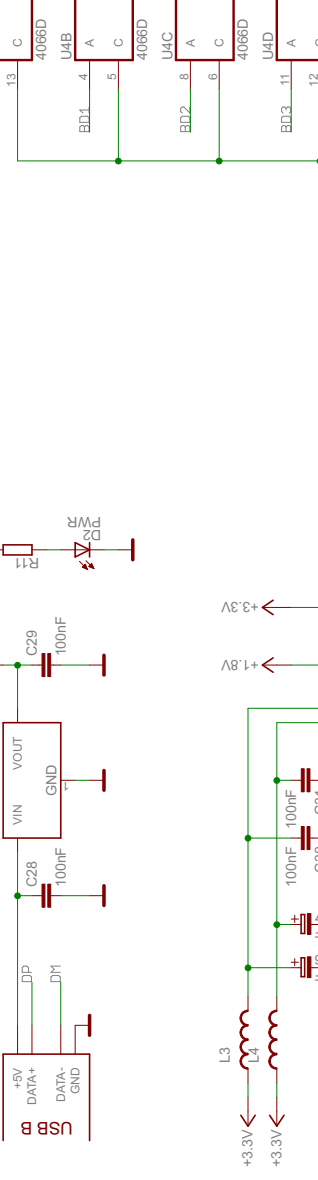 C
13
4066D
U4B
A
C
4
5
4066D
BD1
U4C
A
C
8
6
4066D
BD2
U4D
A
11
12
BD3
D2
PWR
R11
C29
100nF
VOUT
VIN
GND
1
C28
100nF
DP
DM
+5V
DATA+
DATA-
GND
USB B
+3.3V
+1.8V
100nF
100nF
+
+
L3
L4
+3.3V
+3.3V